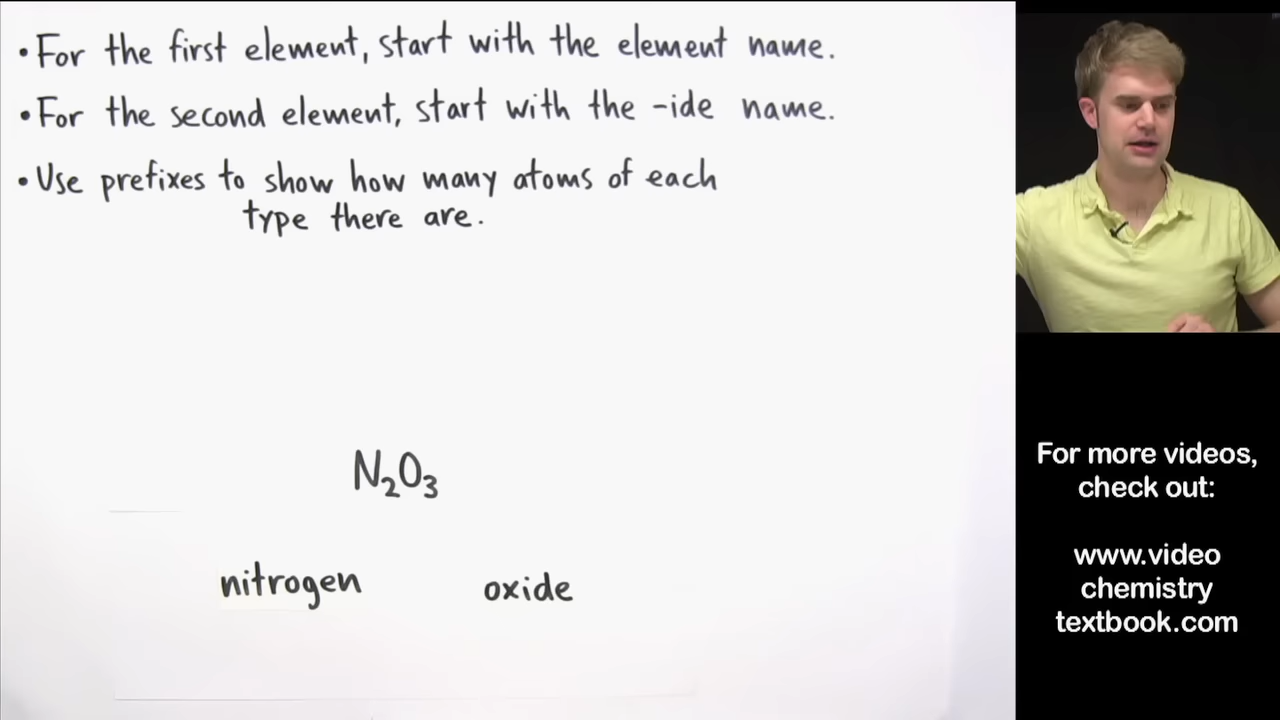 •For the first element, start with the element name.
•For the second element, start with the -ide name.
•Use prefixes to show how many atoms of each
type there are.
N₂O₃
nitrogen oxide
For more videos,
check out:
www.video
chemistry
textbook.com